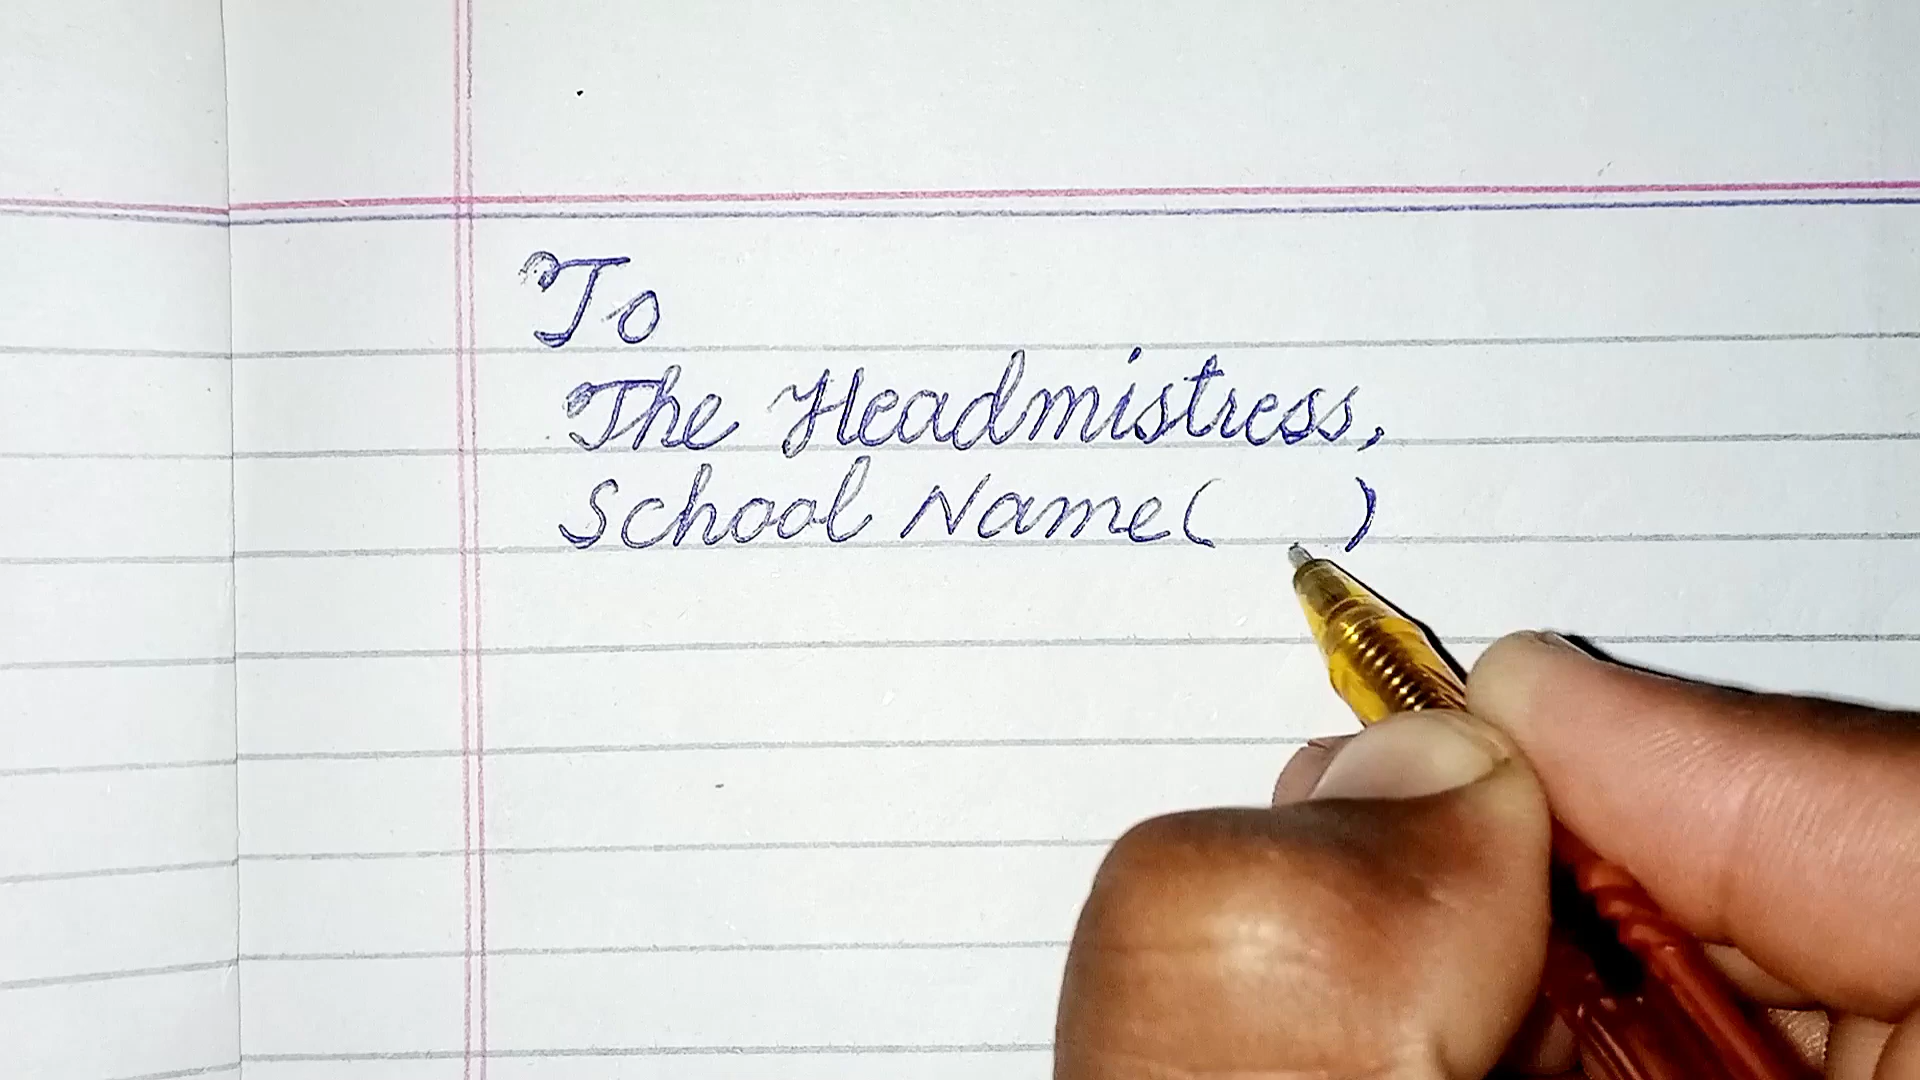 To
The Headmistress,
School Name(   )